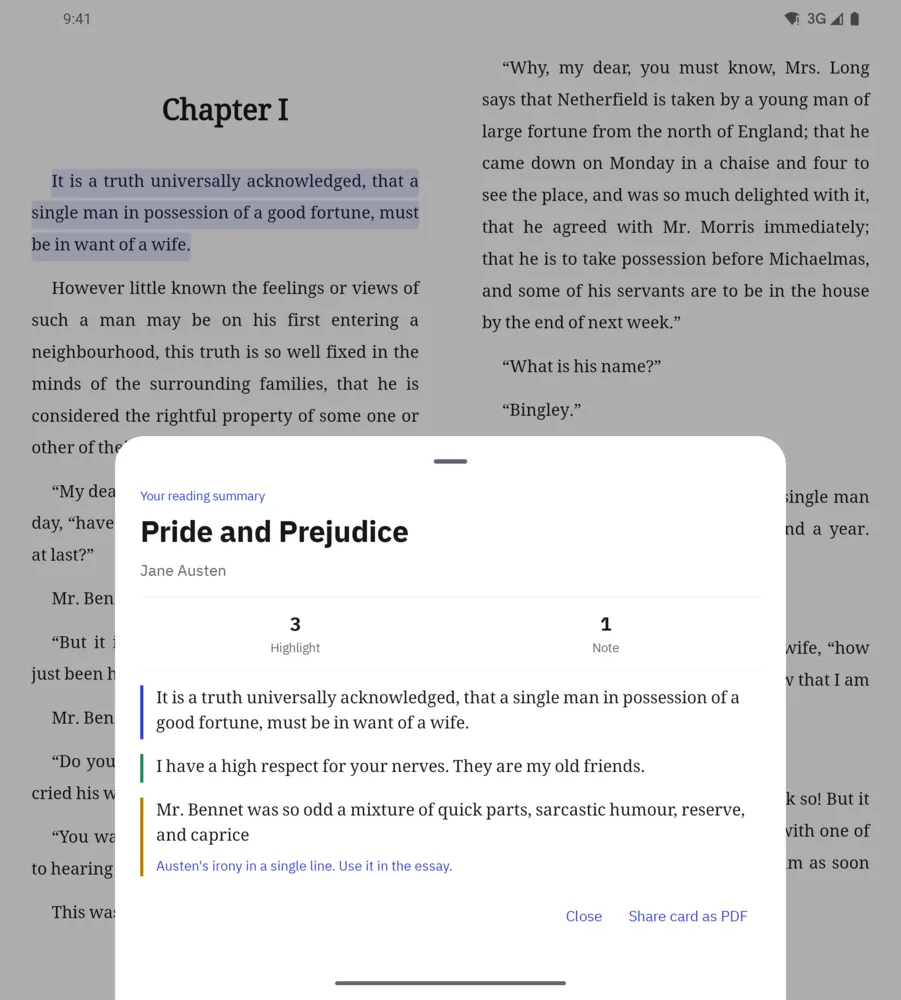 9:41
3G
Chapter I
It is a truth universally acknowledged, that a
single man in possession of a good fortune, must
be in want of a wife.
However little known the feelings or views of
such a man may be on his first entering a
neighbourhood, this truth is so well fixed in the
minds of the surrounding families, that he is
considered the rightful property of some one or
other of
“My
day, “have
at last?”
Mr.
“But it
just been
Mr.
“Do you
cried his
“You
to hearing
This
“Why, my dear, you must know, Mrs. Long
says that Netherfield is taken by a young man of
large fortune from the north of England; that he
came down on Monday in a chaise and four to
see the place, and was so much delighted with it,
that he agreed with Mr. Morris immediately;
that he is to take possession before Michaelmas,
and some of his servants are to be in the house
by the end of next week.”
“What is his name?”
“Bingley.”
single man
a year.
wife, “how
that I am
so! But it
with one of
as soon
Your reading summary
Pride and Prejudice
Jane Austen
3
Highlight
1
Note
It is a truth universally acknowledged, that a single man in possession of a
good fortune, must be in want of a wife.
I have a high respect for your nerves. They are my old friends.
Mr. Bennet was so odd a mixture of quick parts, sarcastic humour, reserve,
and caprice
Austen's irony in a single line. Use it in the essay.
Close
Share card as PDF